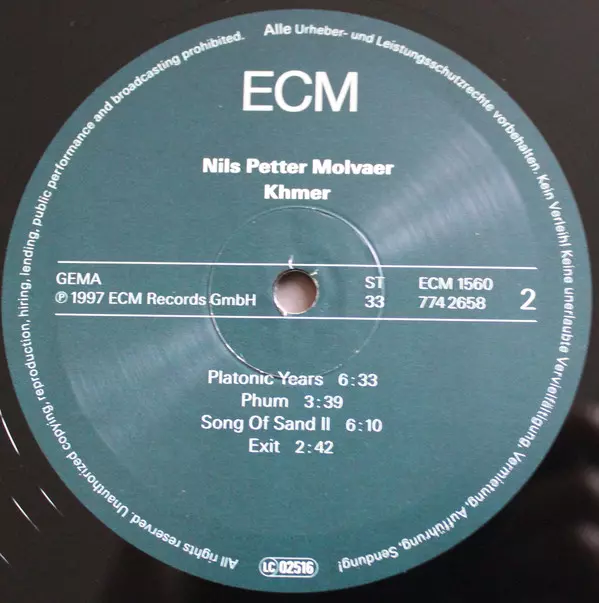 ECM
Nils Petter Molvaer
Khmer
GEMA ST ECM 1560
℗ 1997 ECM Records GmbH 33 774 2658 2
Platonic Years 6:33
Phum 3:39
Song Of Sand II 6:10
Exit 2:42
Alle Urheber- und Leistungsschutzrechte vorbehalten. Kein Verleih! Keine unerlaubte Vervielfältigung, Vermietung, Aufführung, Sendung!
LC 02516
All rights reserved. Unauthorized copying, reproduction, hiring, lending, public performance and broadcasting prohibited.